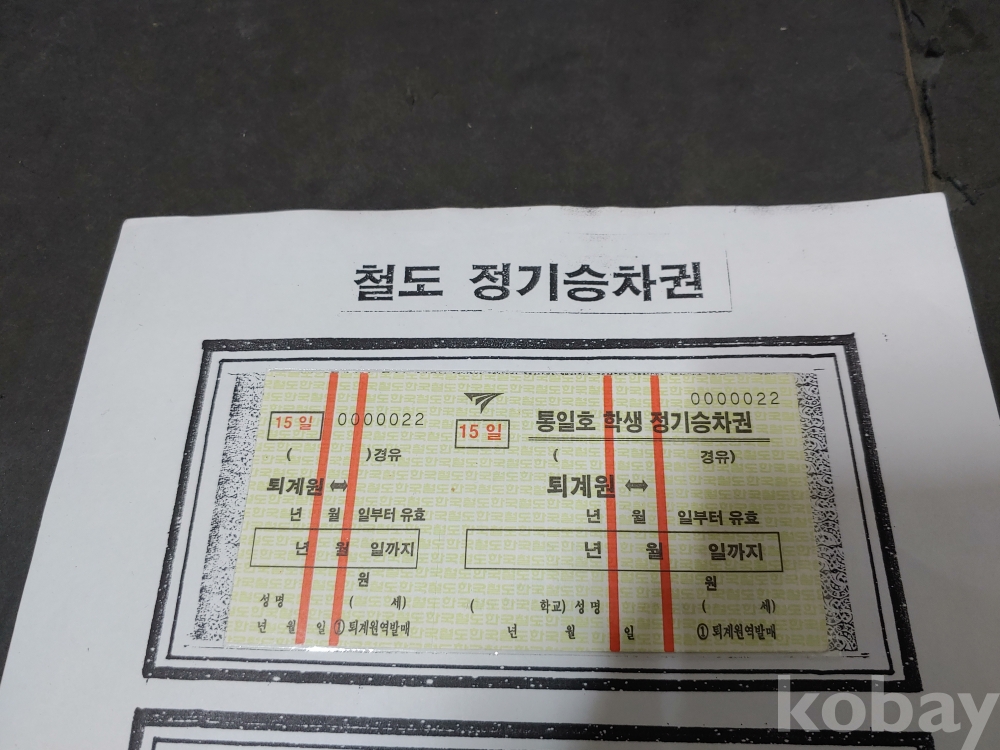 철도 정기승차권
15일 0000022
( )경유
퇴계원 ↔
년 월 일부터 유효
년 월 일까지
원
성명 ( 세)
년 월 일 ①퇴계원역발매
0000022
15일 통일호 학생 정기승차권
( 경유)
퇴계원 ↔
년 월 일부터 유효
년 월 일까지
원
( 학교) 성명 ( 세)
년 월 일 ①퇴계원역발매
kobay